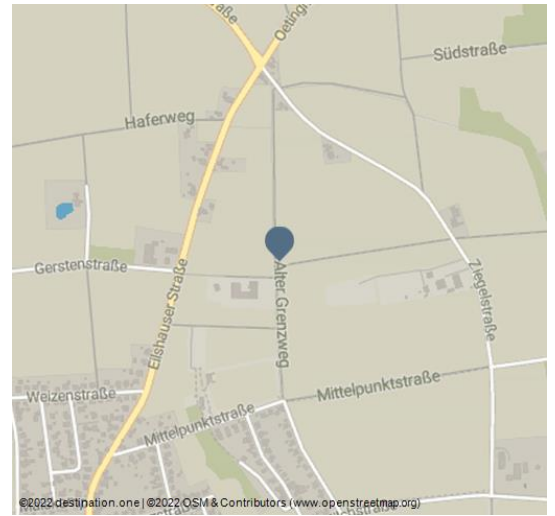 Südstraße
Haferweg
Gerstenstraße
Eilshauser Straße
Alter Grenzweg
Ziegelstraße
Weizenstraße
Mittelpunktstraße
Mittelpunktstraße
©2022 destination.one | ©2022 OSM & Contributors (www.openstreetmap.org)